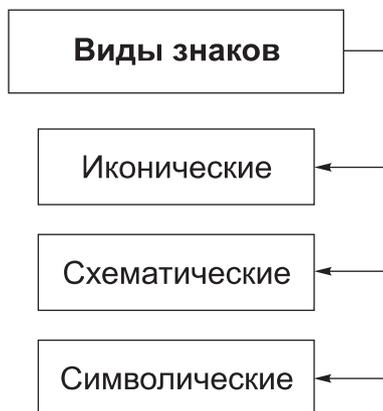 Виды знаков
Иконические
Схематические
Символические